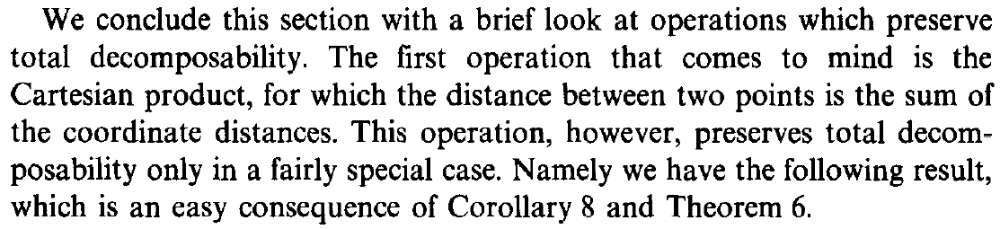 We conclude this section with a brief look at operations which preserve
total decomposability. The first operation that comes to mind is the
Cartesian product, for which the distance between two points is the sum of
the coordinate distances. This operation, however, preserves total decom-
posability only in a fairly special case. Namely we have the following result,
which is an easy consequence of Corollary 8 and Theorem 6.